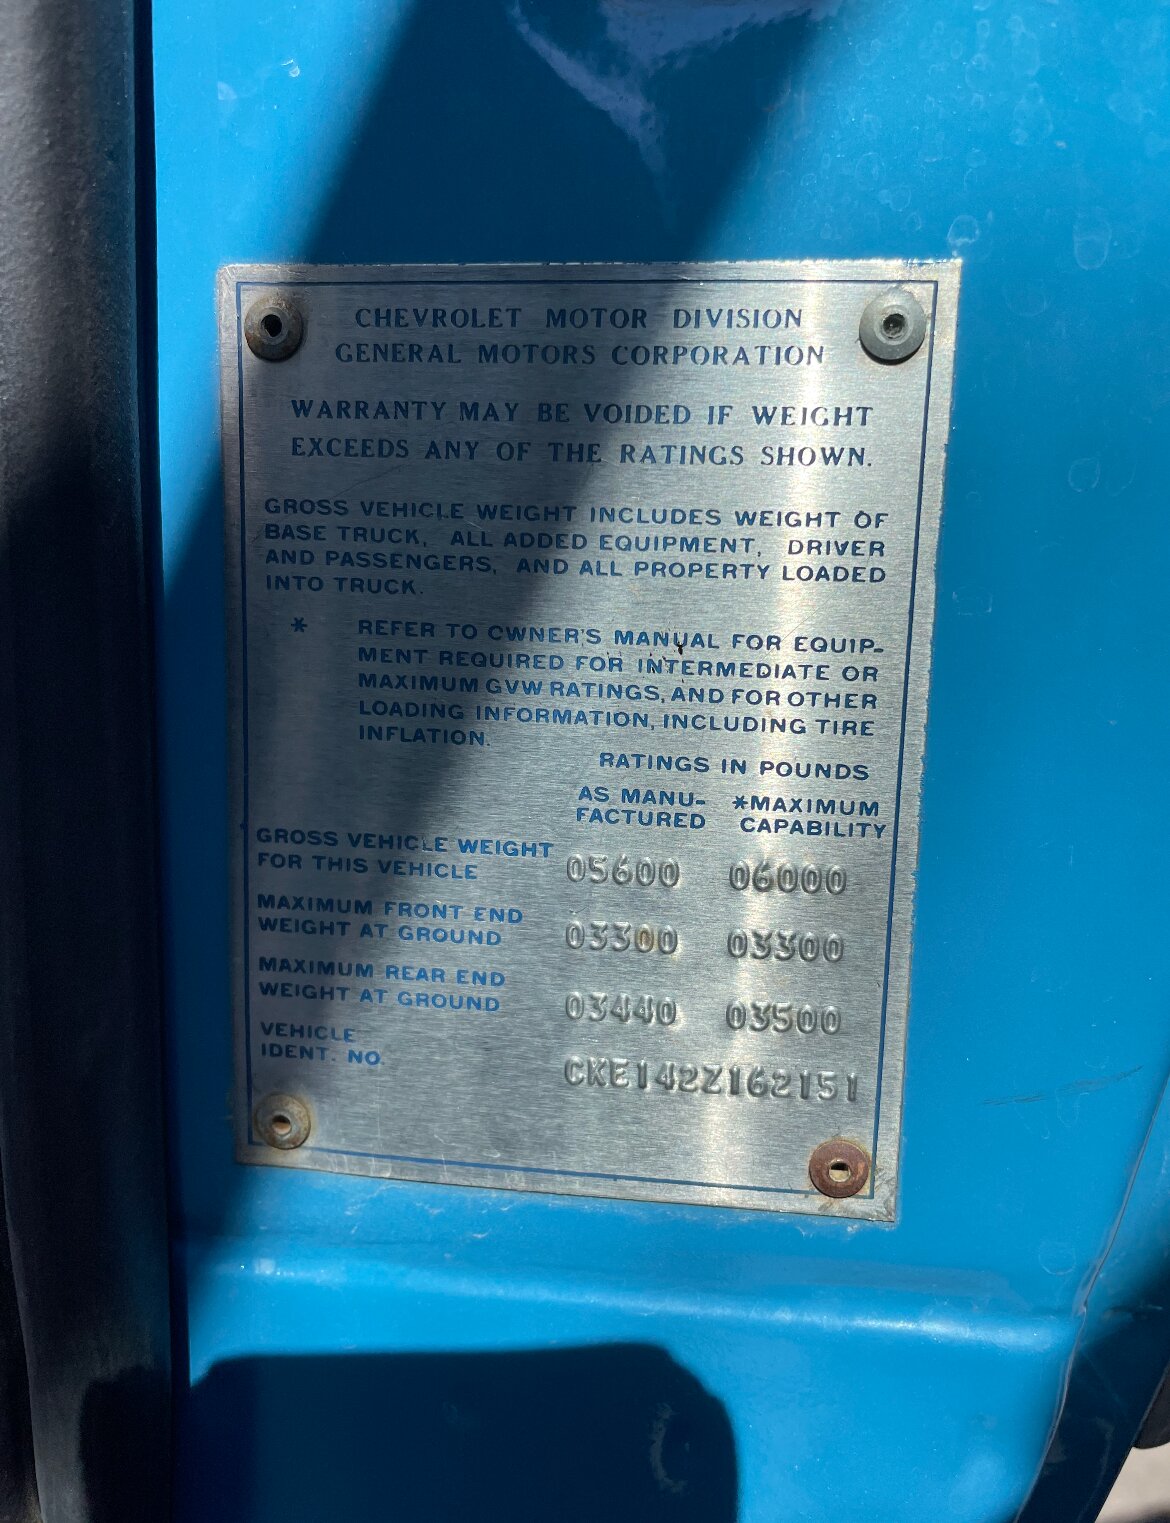 CHEVROLET MOTOR DIVISION
GENERAL MOTORS CORPORATION
WARRANTY MAY BE VOIDED IF WEIGHT
EXCEEDS ANY OF THE RATINGS SHOWN.
GROSS VEHICLE WEIGHT INCLUDES WEIGHT OF
BASE TRUCK, ALL ADDED EQUIPMENT, DRIVER
AND PASSENGERS, AND ALL PROPERTY LOADED
INTO TRUCK.
* REFER TO OWNER'S MANUAL FOR EQUIP-
MENT REQUIRED FOR INTERMEDIATE OR
MAXIMUM GVW RATINGS, AND FOR OTHER
LOADING INFORMATION, INCLUDING TIRE
INFLATION.
RATINGS IN POUNDS
AS MANU- *MAXIMUM
FACTURED CAPABILITY
GROSS VEHICLE WEIGHT
FOR THIS VEHICLE 05600 06000
MAXIMUM FRONT END
WEIGHT AT GROUND 03300 03300
MAXIMUM REAR END
WEIGHT AT GROUND 03440 03500
VEHICLE
IDENT. NO. CKE142Z162151